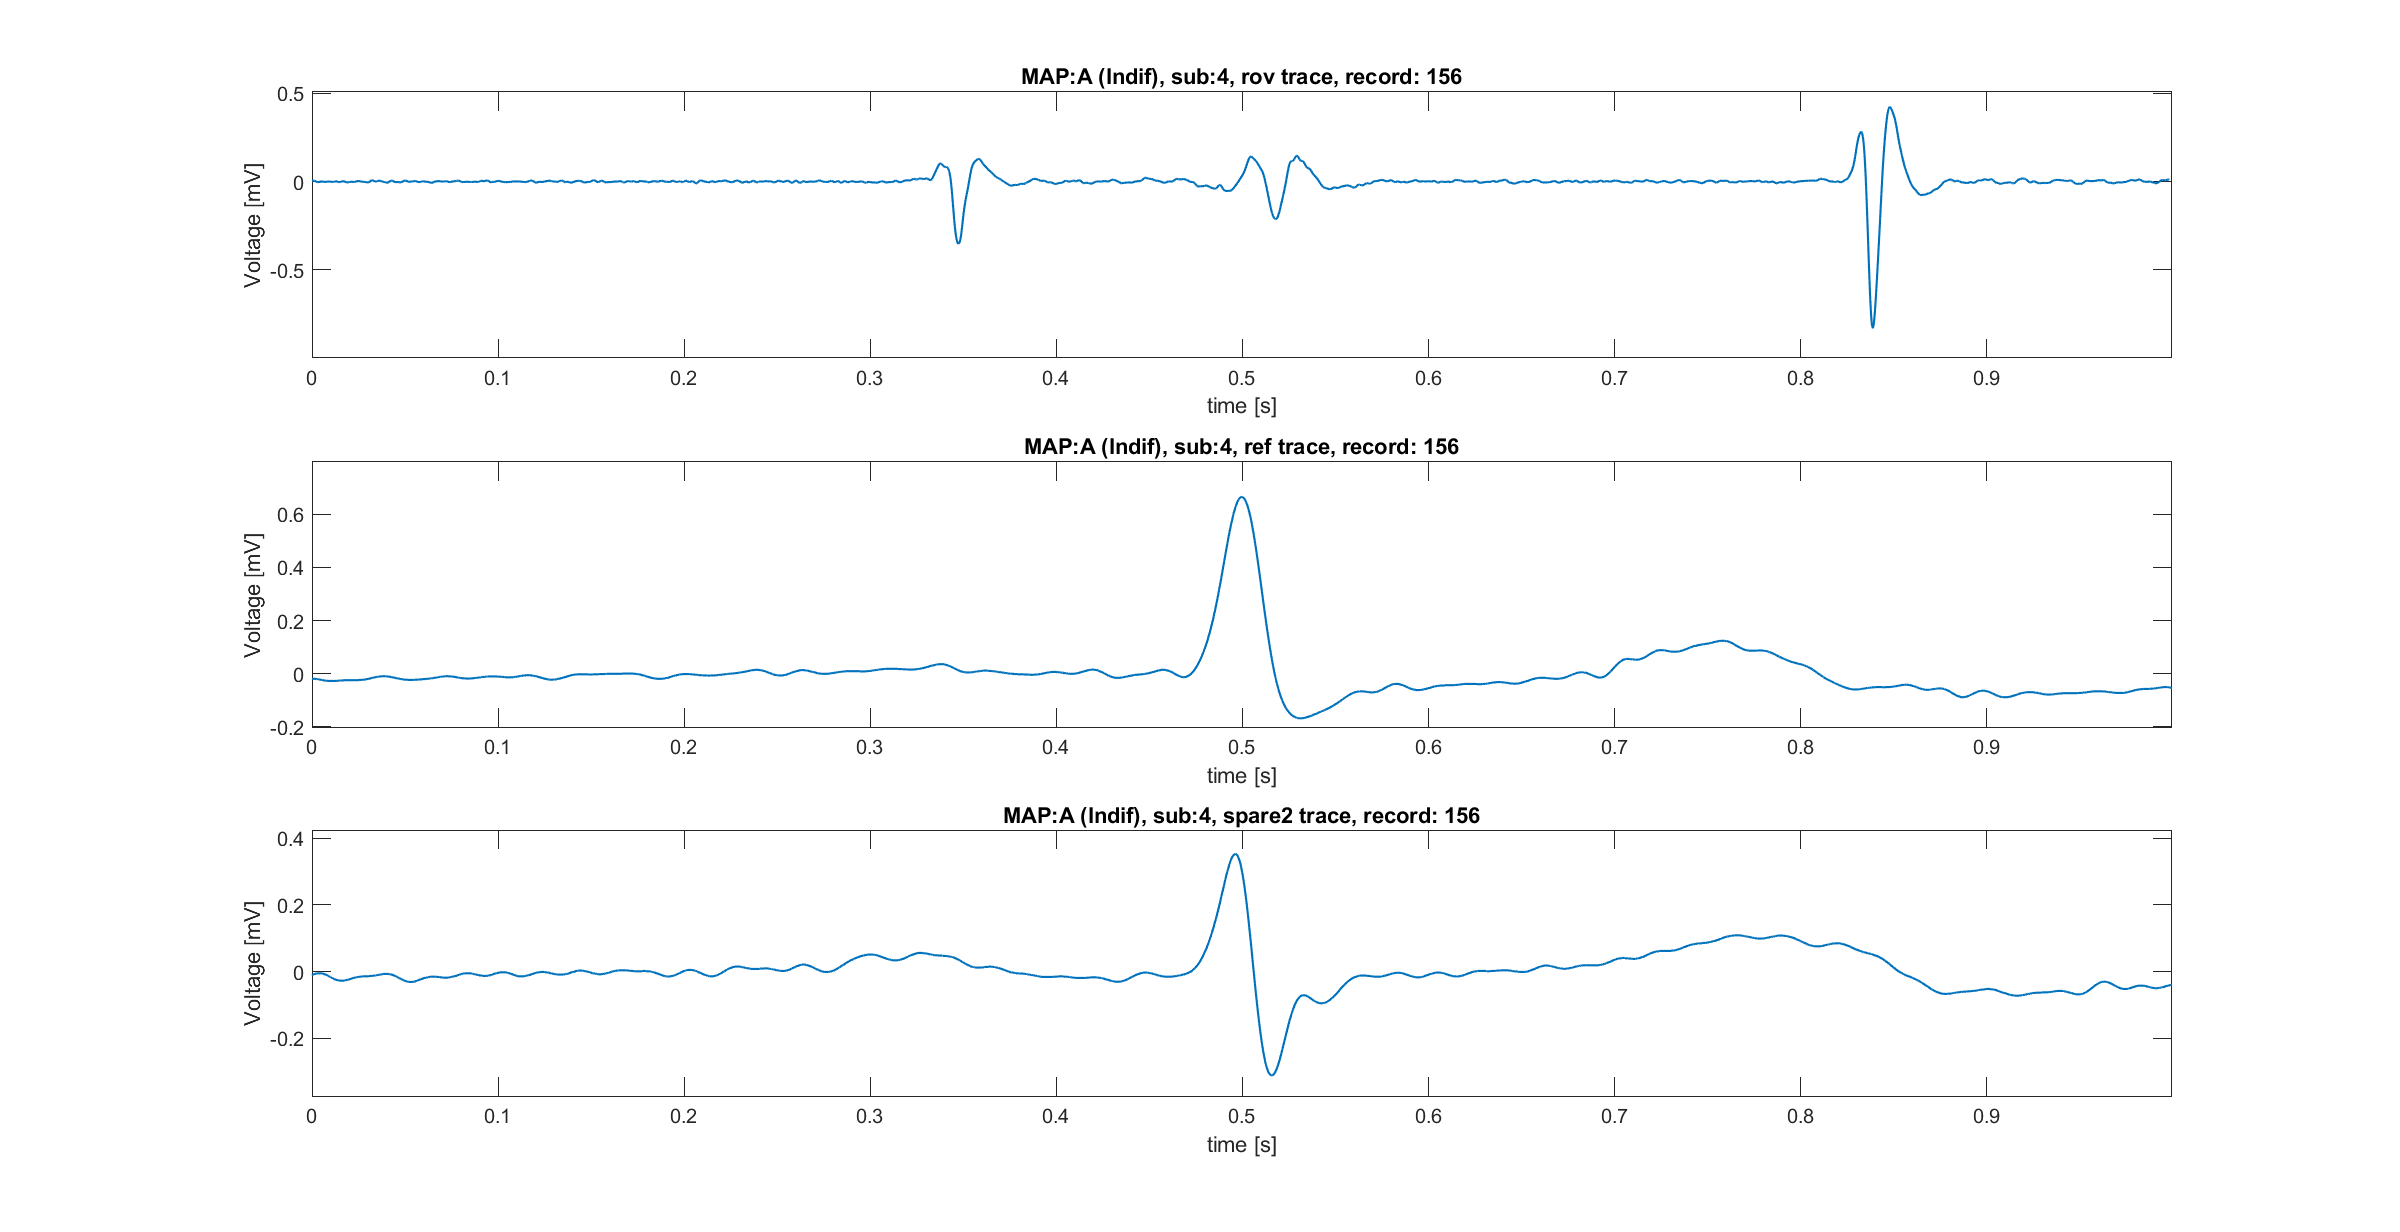 MAP:A (Indif), sub:4, rov trace, record: 156
0.5
0
-0.5
Voltage [mV]
0 0.1 0.2 0.3 0.4 0.5 0.6 0.7 0.8 0.9
time [s]
MAP:A (Indif), sub:4, ref trace, record: 156
0.6
0.4
0.2
0
-0.2
Voltage [mV]
0 0.1 0.2 0.3 0.4 0.5 0.6 0.7 0.8 0.9
time [s]
MAP:A (Indif), sub:4, spare2 trace, record: 156
0.4
0.2
0
-0.2
Voltage [mV]
0 0.1 0.2 0.3 0.4 0.5 0.6 0.7 0.8 0.9
time [s]